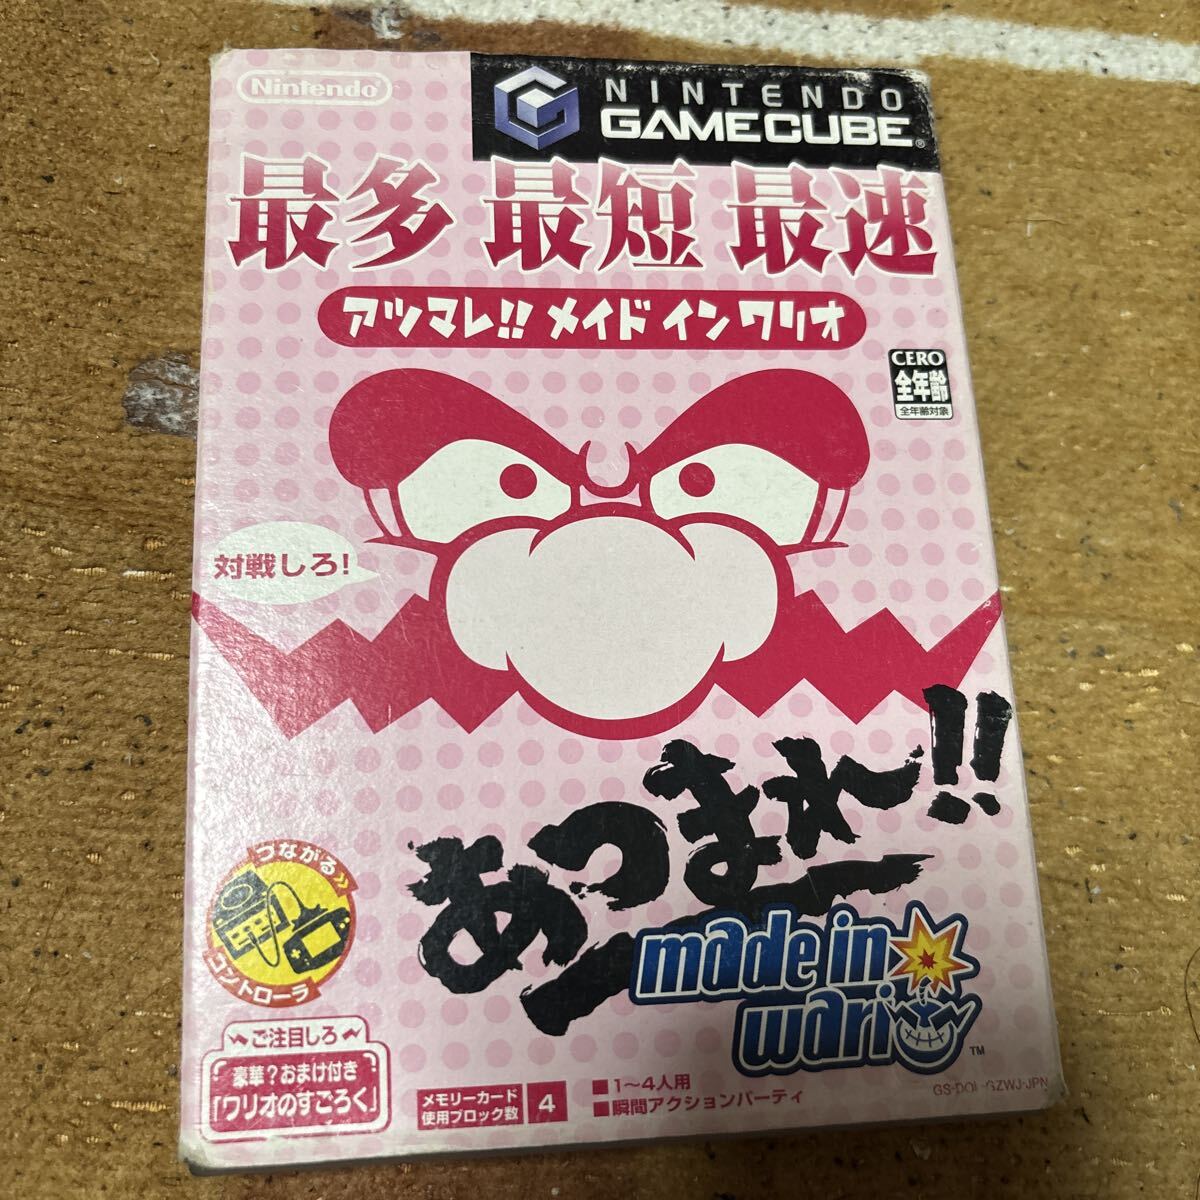 Nintendo
NINTENDO
GAMECUBE®
最多 最短 最速
アツマレ!! メイド イン ワリオ
CERO
全年齢
全年齢対象
対戦しろ!
あつまれー!!
made in
wario
TM
つながる»
コントローラ
ご注目しろ
豪華?おまけ付き
「ワリオのすごろく」
メモリーカード
使用ブロック数
4
■1〜4人用
■瞬間アクションパーティ
GS-DOL-GZWJ-JPN